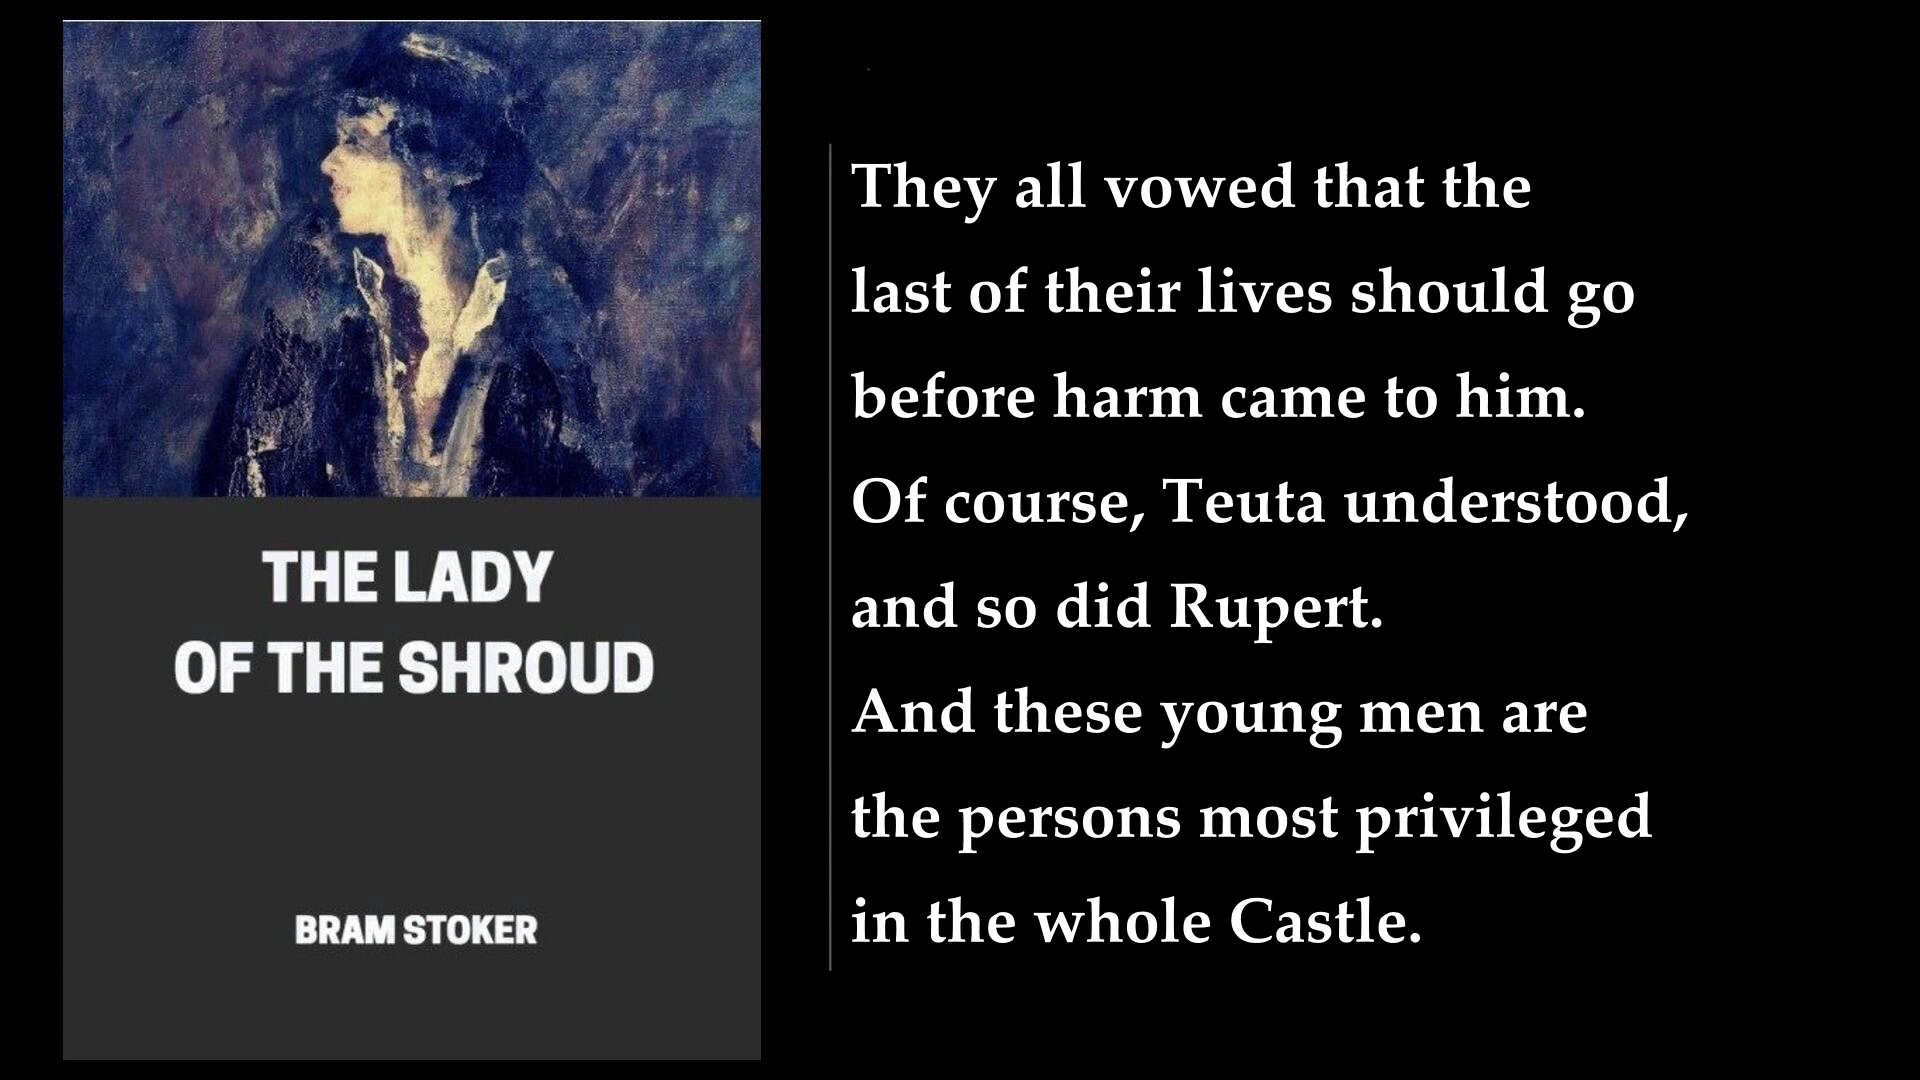 THE LADY
OF THE SHROUD
BRAM STOKER
They all vowed that the
last of their lives should go
before harm came to him.
Of course, Teuta understood,
and so did Rupert.
And these young men are
the persons most privileged
in the whole Castle.